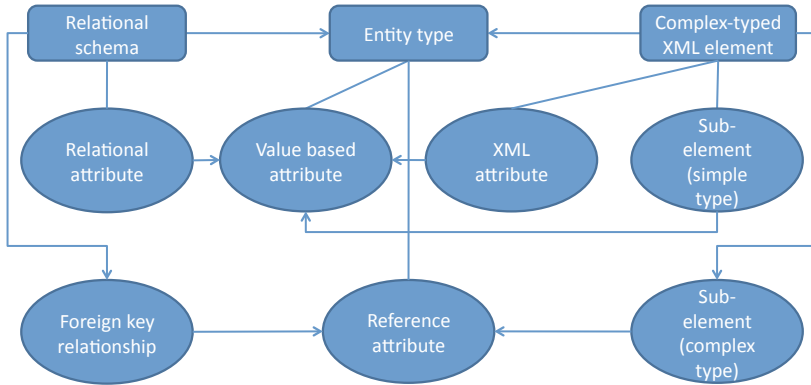 Relational
schema
Entity type
Complex-typed
XML element
Relational
attribute
Value based
attribute
XML
attribute
Sub-
element
(simple
type)
Foreign key
relationship
Reference
attribute
Sub-
element
(complex
type)